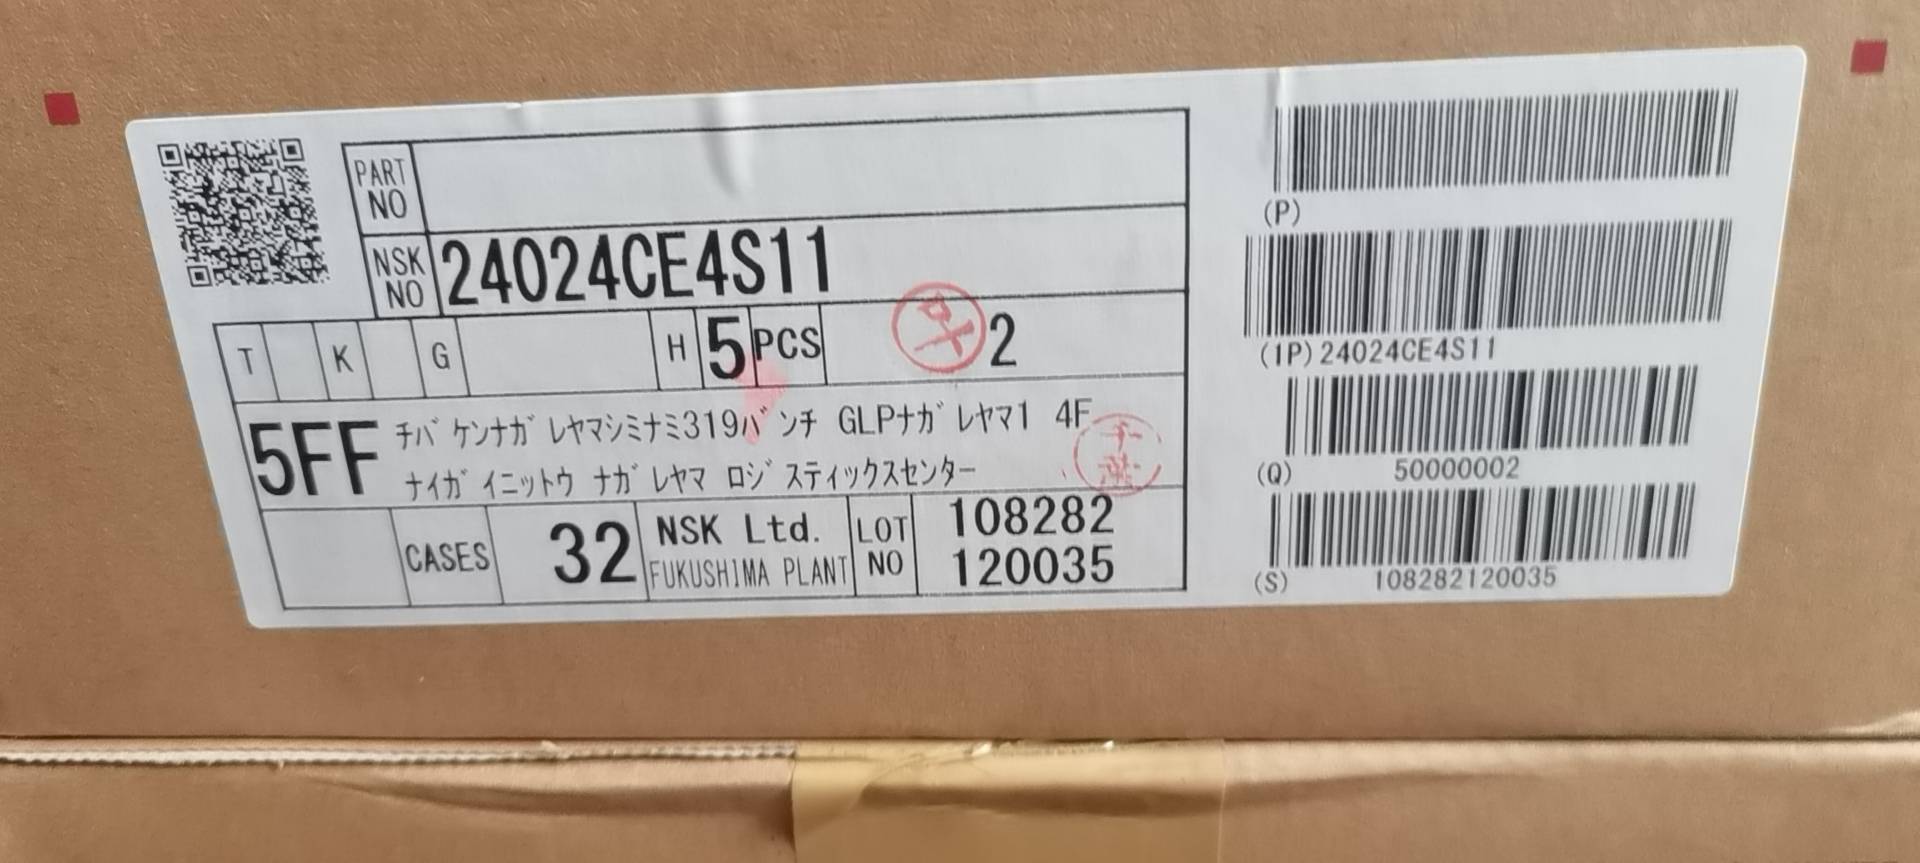 PART NO
NSK NO 24024CE4S11
T K G H 5 PCS 2
5FF チバケンナガレヤマシミナミ319バンチ GLPナガレヤマ1 4F
ナイガイニットウ ナガレヤマ ロジスティックスセンター
CASES 32 NSK Ltd. FUKUSHIMA PLANT LOT NO 108282 120035
(P)
(1P)24024CE4S11
(Q) 50000002
(S) 108282120035